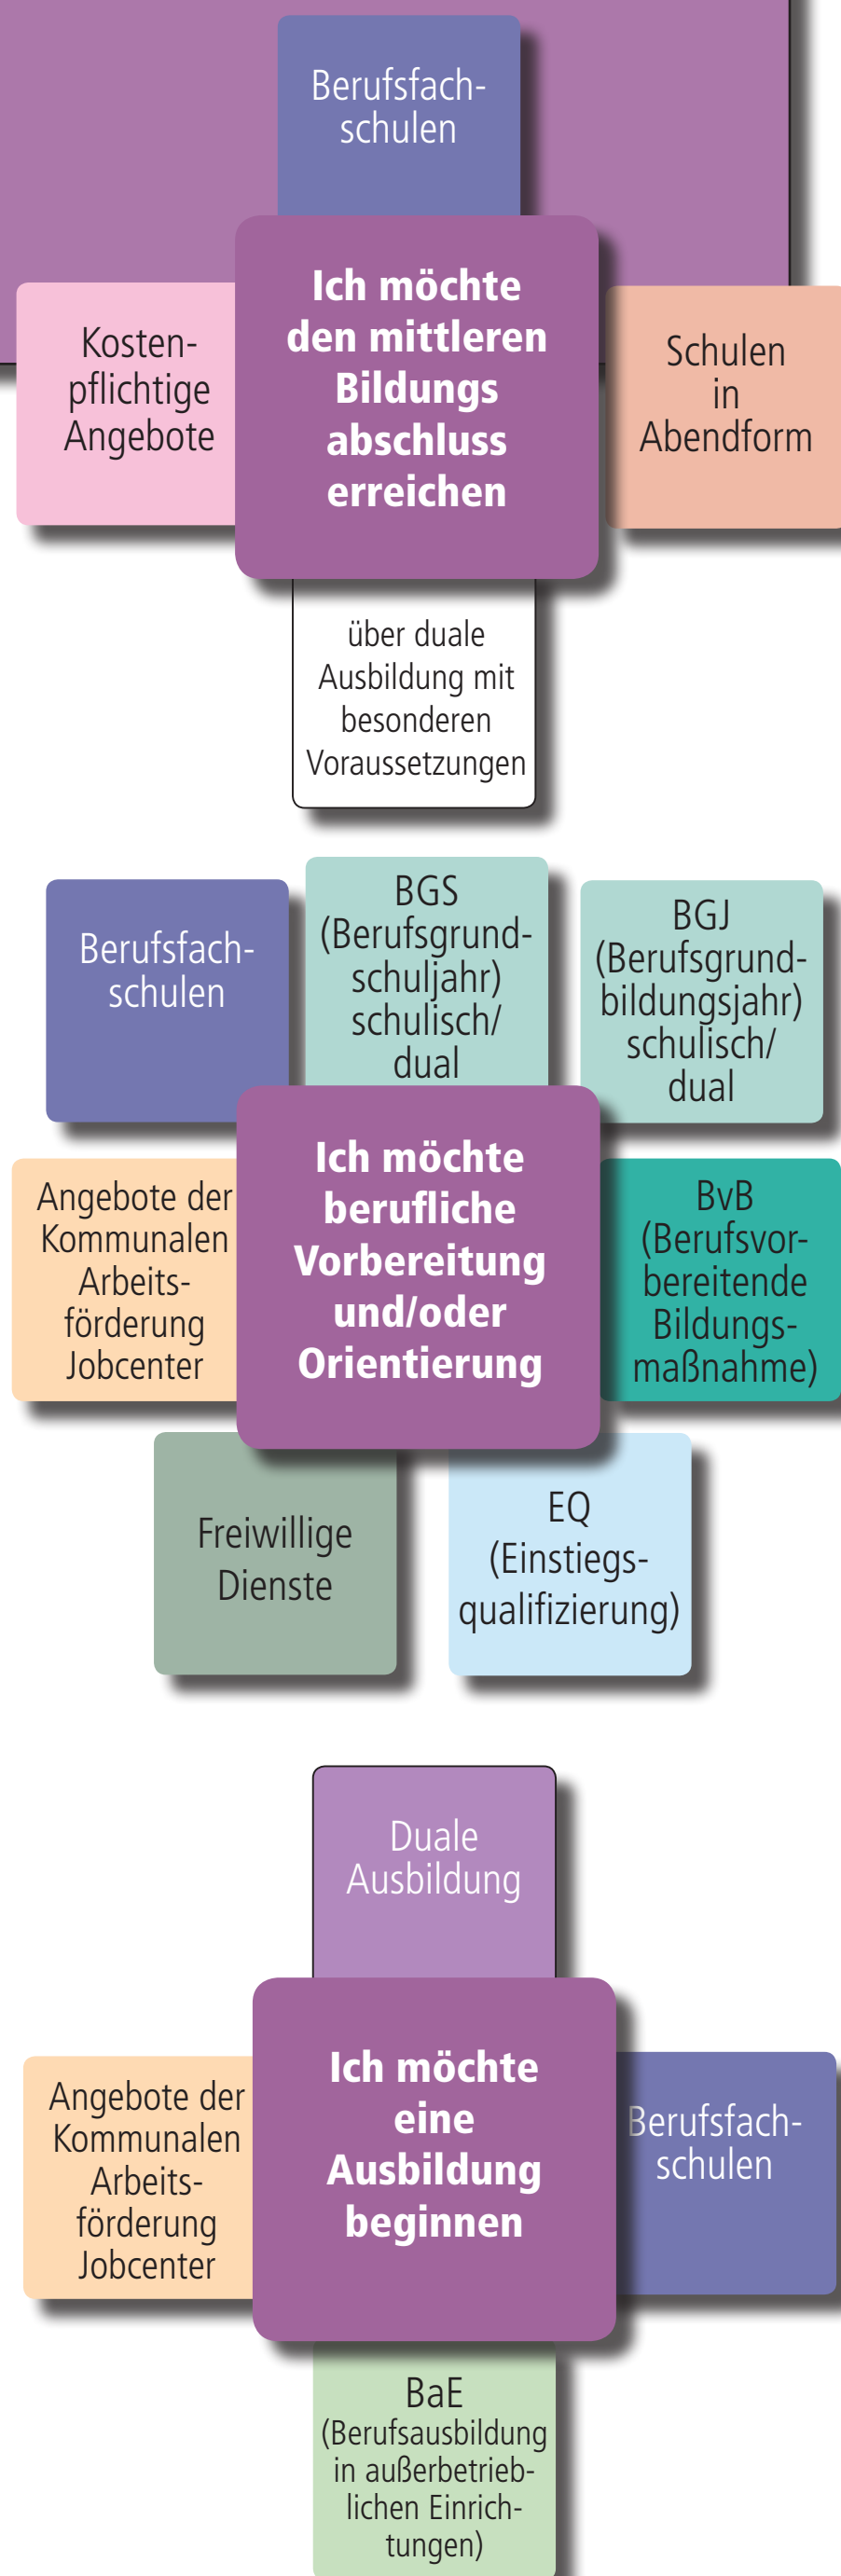 Berufsfach-
schulen
Kosten-
pflichtige
Angebote
Ich möchte
den mittleren
Bildungs
abschluss
erreichen
Schulen
in
Abendform
über duale
Ausbildung mit
besonderen
Voraussetzungen
Berufsfach-
schulen
BGS
(Berufsgrund-
schuljahr)
schulisch/
dual
BGJ
(Berufsgrund-
bildungsjahr)
schulisch/
dual
Angebote der
Kommunalen
Arbeits-
förderung
Jobcenter
Ich möchte
berufliche
Vorbereitung
und/oder
Orientierung
BvB
(Berufsvor-
bereitende
Bildungs-
maßnahme)
Freiwillige
Dienste
EQ
(Einstiegs-
qualifizierung)
Duale
Ausbildung
Angebote der
Kommunalen
Arbeits-
förderung
Jobcenter
Ich möchte
eine
Ausbildung
beginnen
Berufsfach-
schulen
BaE
(Berufsausbildung
in außerbetrieb-
lichen Einrich-
tungen)